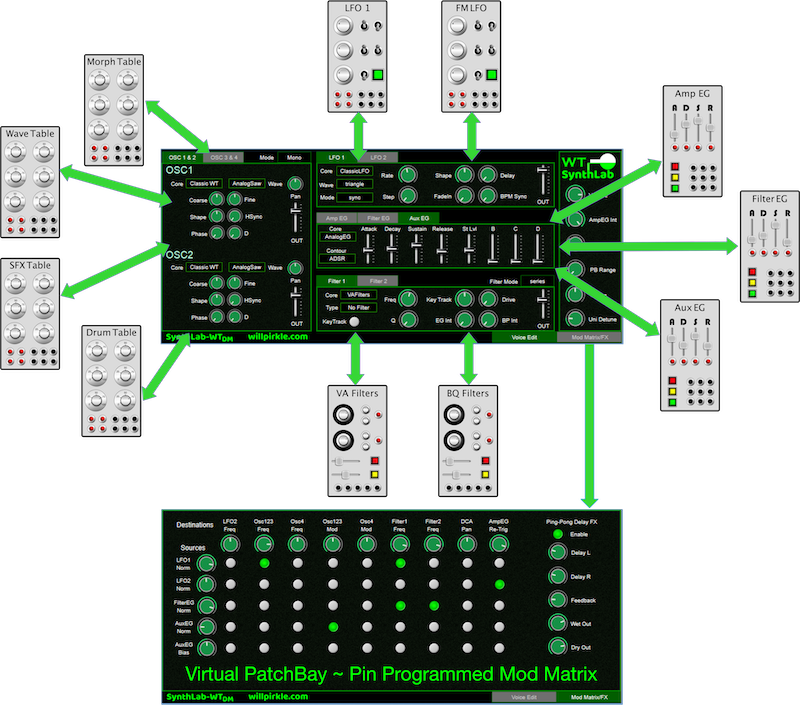 LFO 1
FM LFO
Morph Table
Amp EG
A D S R
Wave Table
Filter EG
A D S R
SFX Table
Aux EG
A D S R
Drum Table
OSC 1 & 2 OSC 3 & 4 Mode Mono
OSC1
Core Classic WT AnalogSaw Wave
Coarse Fine Pan
Shape HSync
Phase D OUT
OSC2
Core Classic WT AnalogSaw Wave
Coarse Fine Pan
Shape HSync
Phase D OUT
SynthLab-WTDM willpirkle.com
LFO 1 LFO 2
Core ClassicLFO Rate Shape Delay
Wave triangle
Mode sync Step FadeIn BPM Sync OUT
Amp EG Filter EG Aux EG
Core Attack Decay Sustain Release St Lvl B C D
AnalogEG
Contour
ADSR
Filter 1 Filter 2 Filter Mode series
Core VAFilters Freq Key Track Drive
Type No Filter
KeyTrack Q EG Int BP Int OUT
WT
SynthLab
AmpEG Int
PB Range
Uni Detune
Voice Edit Mod Matrix/FX
VA Filters
BQ Filters
Destinations LFO2 Freq Osc123 Freq Osc4 Freq Osc123 Mod Osc4 Mod Filter1 Freq Filter2 Freq DCA Pan AmpEG Re-Trig
Sources
LFO1 Norm
LFO2 Norm
FilterEG Norm
AuxEG Norm
AuxEG Bias
Ping-Pong Delay FX
Enable
Delay L
Delay R
Feedback
Wet Out
Dry Out
Virtual PatchBay ~ Pin Programmed Mod Matrix
SynthLab-WTDM willpirkle.com Voice Edit Mod Matrix/FX